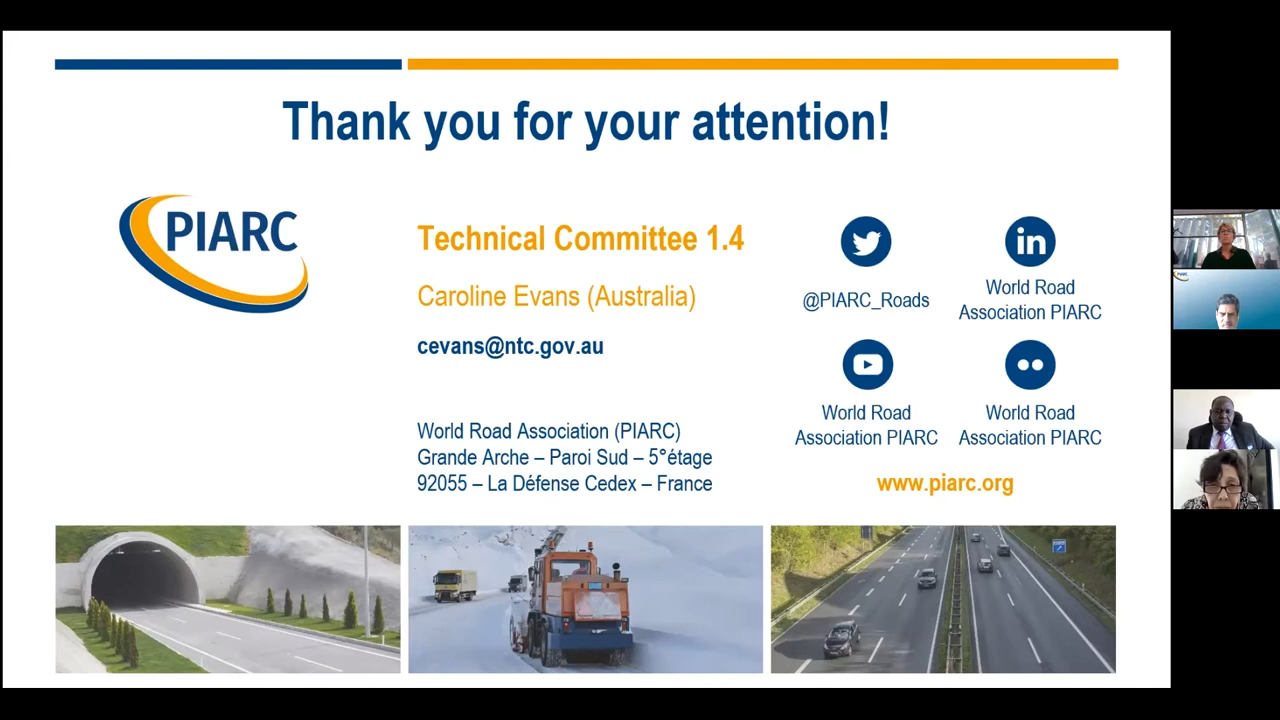 Thank you for your attention!
PIARC
Technical Committee 1.4
Caroline Evans (Australia)
cevans@ntc.gov.au
World Road Association (PIARC)
Grande Arche – Paroi Sud – 5°étage
92055 – La Défense Cedex – France
@PIARC_Roads
in
World Road
Association PIARC
World Road
Association PIARC
World Road
Association PIARC
www.piarc.org
PIARC